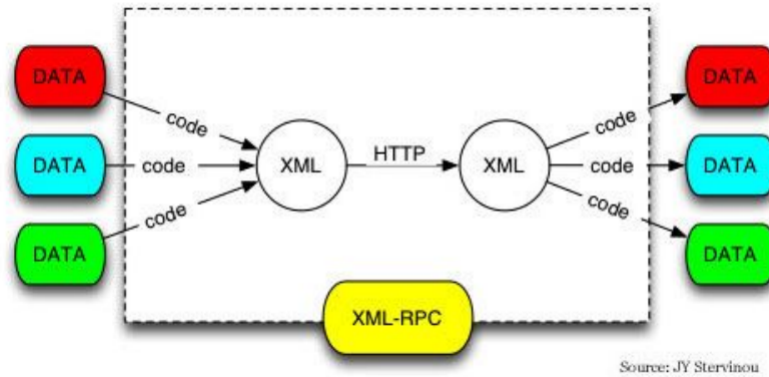 DATA
DATA
code
code
XML
HTTP
XML
code
DATA
code
code
DATA
DATA
code
DATA
XML-RPC
Source: JY Stervinou